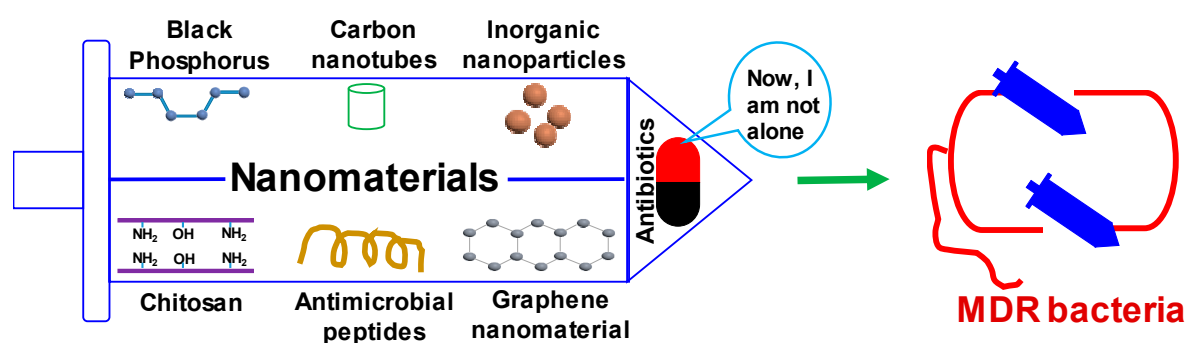 Black
Phosphorus
Carbon
nanotubes
Inorganic
nanoparticles
Now, I
am not
alone
Nanomaterials
Antibiotics
NH₂ OH NH₂
NH₂ OH NH₂
Chitosan
Antimicrobial
peptides
Graphene
nanomaterial
MDR bacteria